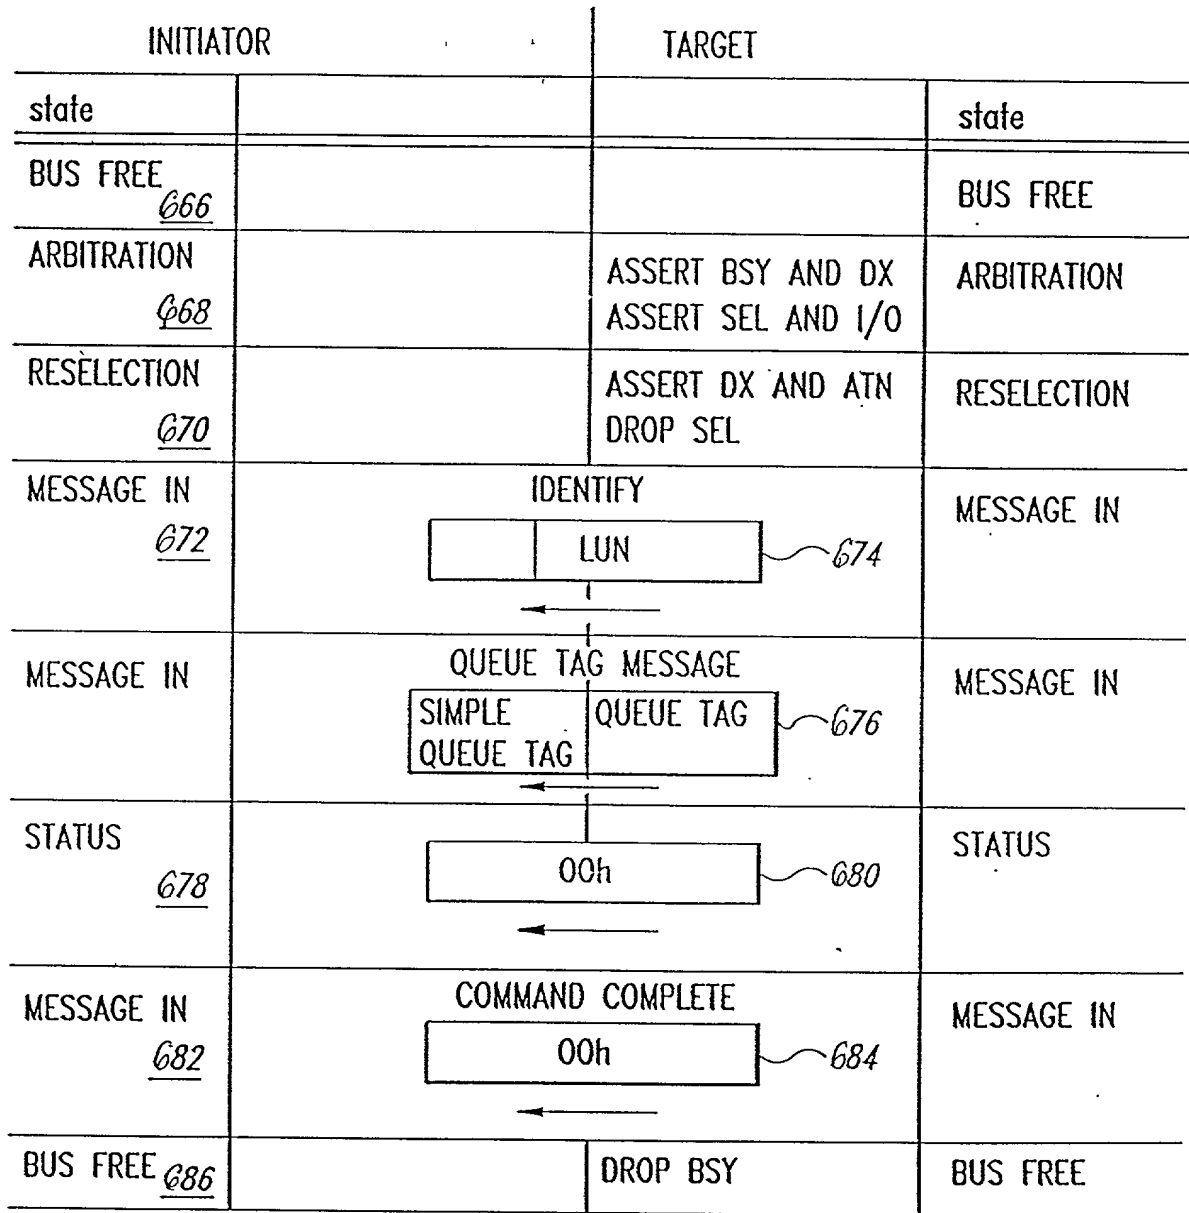 INITIATOR TARGET
state state
BUS FREE 666 BUS FREE
ARBITRATION 668 ASSERT BSY AND DX ARBITRATION
ASSERT SEL AND I/O
RESELECTION 670 ASSERT DX AND ATN RESELECTION
DROP SEL
MESSAGE IN 672 IDENTIFY MESSAGE IN
LUN 674
MESSAGE IN QUEUE TAG MESSAGE MESSAGE IN
SIMPLE QUEUE TAG 676
QUEUE TAG
STATUS 678 STATUS
00h 680
MESSAGE IN 682 COMMAND COMPLETE MESSAGE IN
00h 684
BUS FREE 686 DROP BSY BUS FREE